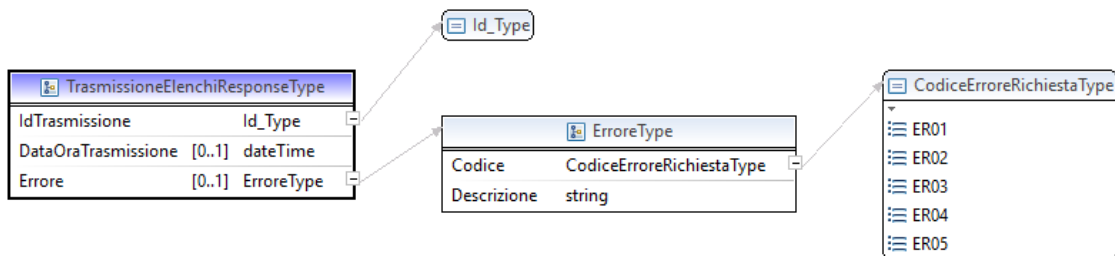 Id_Type
TrasmissioneElenchiResponseType
IdTrasmissione Id_Type
DataOraTrasmissione [0..1] dateTime
Errore [0..1] ErroreType
ErroreType
Codice CodiceErroreRichiestaType
Descrizione string
CodiceErroreRichiestaType
ER01
ER02
ER03
ER04
ER05